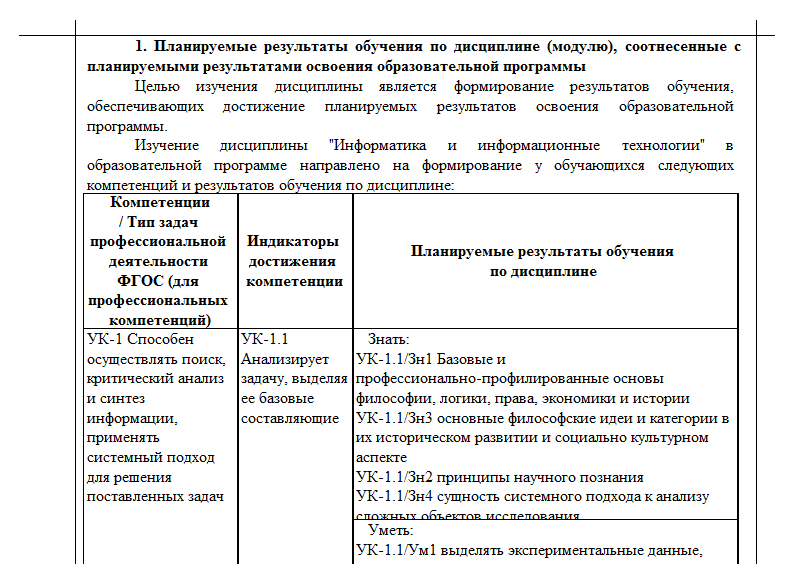 1. Планируемые результаты обучения по дисциплине (модулю), соотнесенные с
планируемыми результатами освоения образовательной программы
Целью изучения дисциплины является формирование результатов обучения,
обеспечивающих достижение планируемых результатов освоения образовательной
программы.
Изучение дисциплины "Информатика и информационные технологии" в
образовательной программе направлено на формирование у обучающихся следующих
компетенций и результатов обучения по дисциплине:
Компетенции
/ Тип задач
профессиональной
деятельности
ФГОС (для
профессиональных
компетенций)
Индикаторы
достижения
компетенции
Планируемые результаты обучения
по дисциплине
УК-1 Способен
осуществлять поиск,
критический анализ
и синтез
информации,
применять
системный подход
для решения
поставленных задач
УК-1.1
Анализирует
задачу, выделяя
ее базовые
составляющие
Знать:
УК-1.1/Зн1 Базовые и
профессионально-профилированные основы
философии, логики, права, экономики и истории
УК-1.1/Зн3 основные философские идеи и категории в
их историческом развитии и социально культурном
аспекте
УК-1.1/Зн2 принципы научного познания
УК-1.1/Зн4 сущность системного подхода к анализу
сложных объектов исследования
Уметь:
УК-1.1/Ум1 выделять экспериментальные данные,